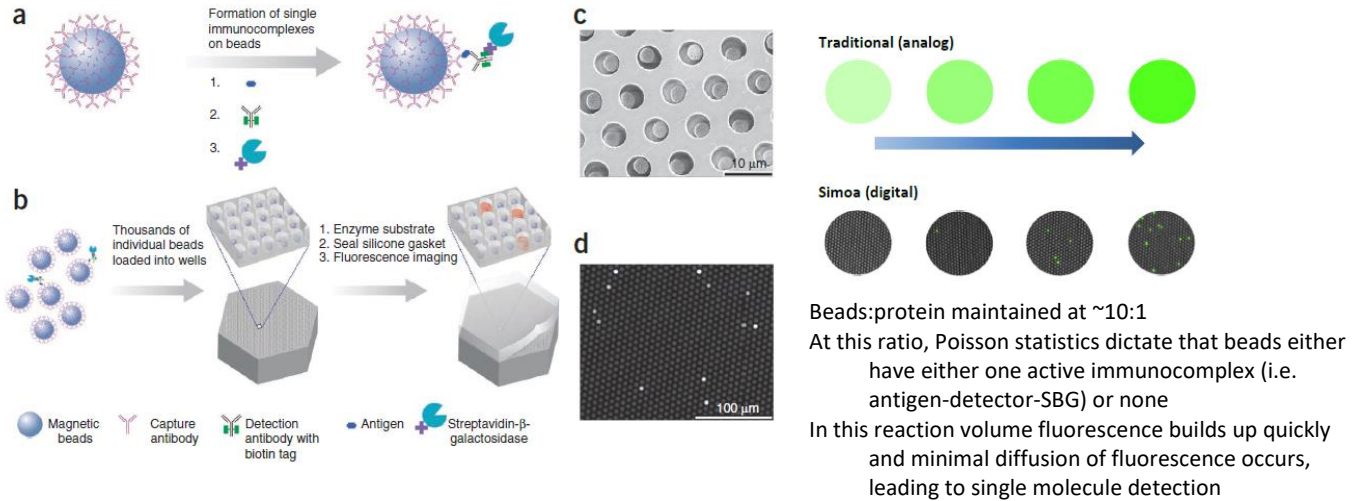 a
Formation of single
immunocomplexes
on beads
1.
2.
3.
b
Thousands of
individual beads
loaded into wells
1. Enzyme substrate
2. Seal silicone gasket
3. Fluorescence imaging
Magnetic
beads
Capture
antibody
Detection
antibody with
biotin tag
Antigen
Streptavidin-β-
galactosidase
c
10 μm
d
100 μm
Traditional (analog)
Simoa (digital)
Beads:protein maintained at ~10:1
At this ratio, Poisson statistics dictate that beads either
have either one active immunocomplex (i.e.
antigen-detector-SBG) or none
In this reaction volume fluorescence builds up quickly
and minimal diffusion of fluorescence occurs,
leading to single molecule detection